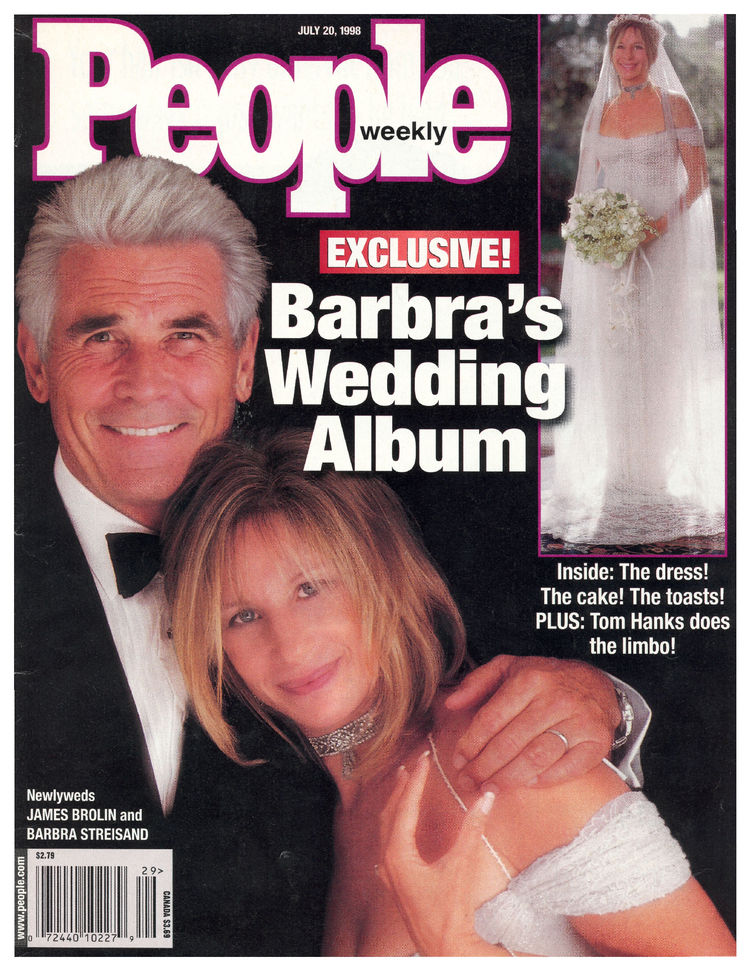 JULY 20, 1998
People
weekly
EXCLUSIVE!
Barbra's
Wedding
Album
Inside: The dress!
The cake! The toasts!
PLUS: Tom Hanks does
the limbo!
Newlyweds
JAMES BROLIN and
BARBRA STREISAND
www.people.com
$2.79
29>
CANADA $3.69
0 72440 10227 9